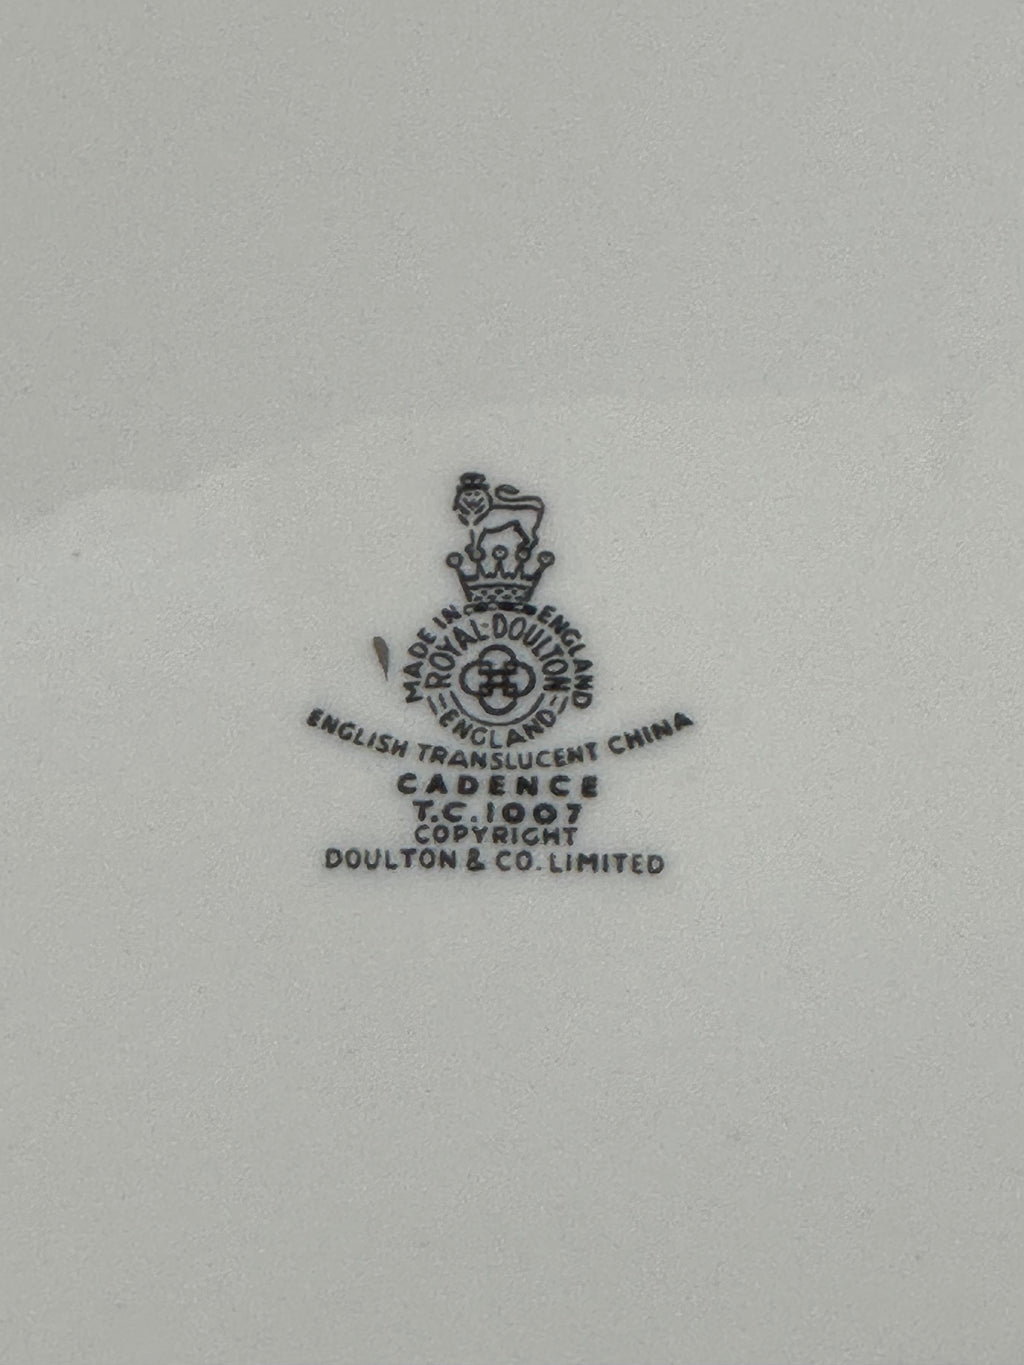 MADE IN ENGLAND
ROYAL DOULTON
ENGLAND
ENGLISH TRANSLUCENT CHINA
CADENCE
T.C.1007
COPYRIGHT
DOULTON & CO. LIMITED